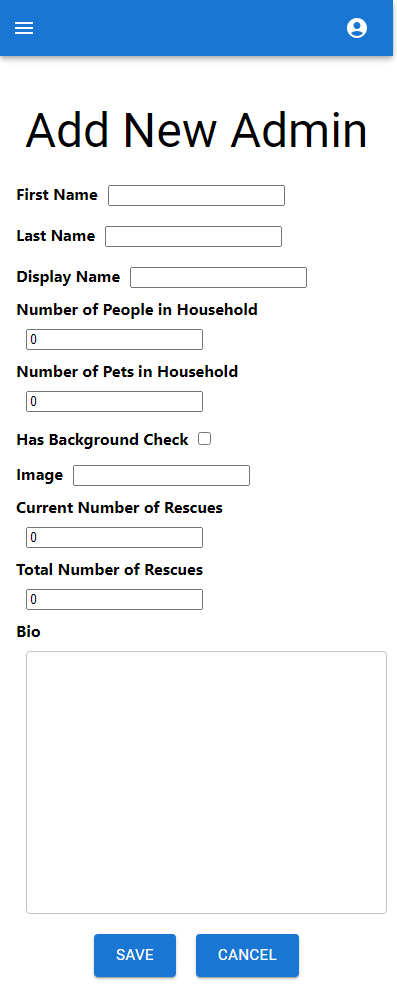 Add New Admin
First Name
Last Name
Display Name
Number of People in Household
0
Number of Pets in Household
0
Has Background Check
Image
Current Number of Rescues
0
Total Number of Rescues
0
Bio
SAVE CANCEL